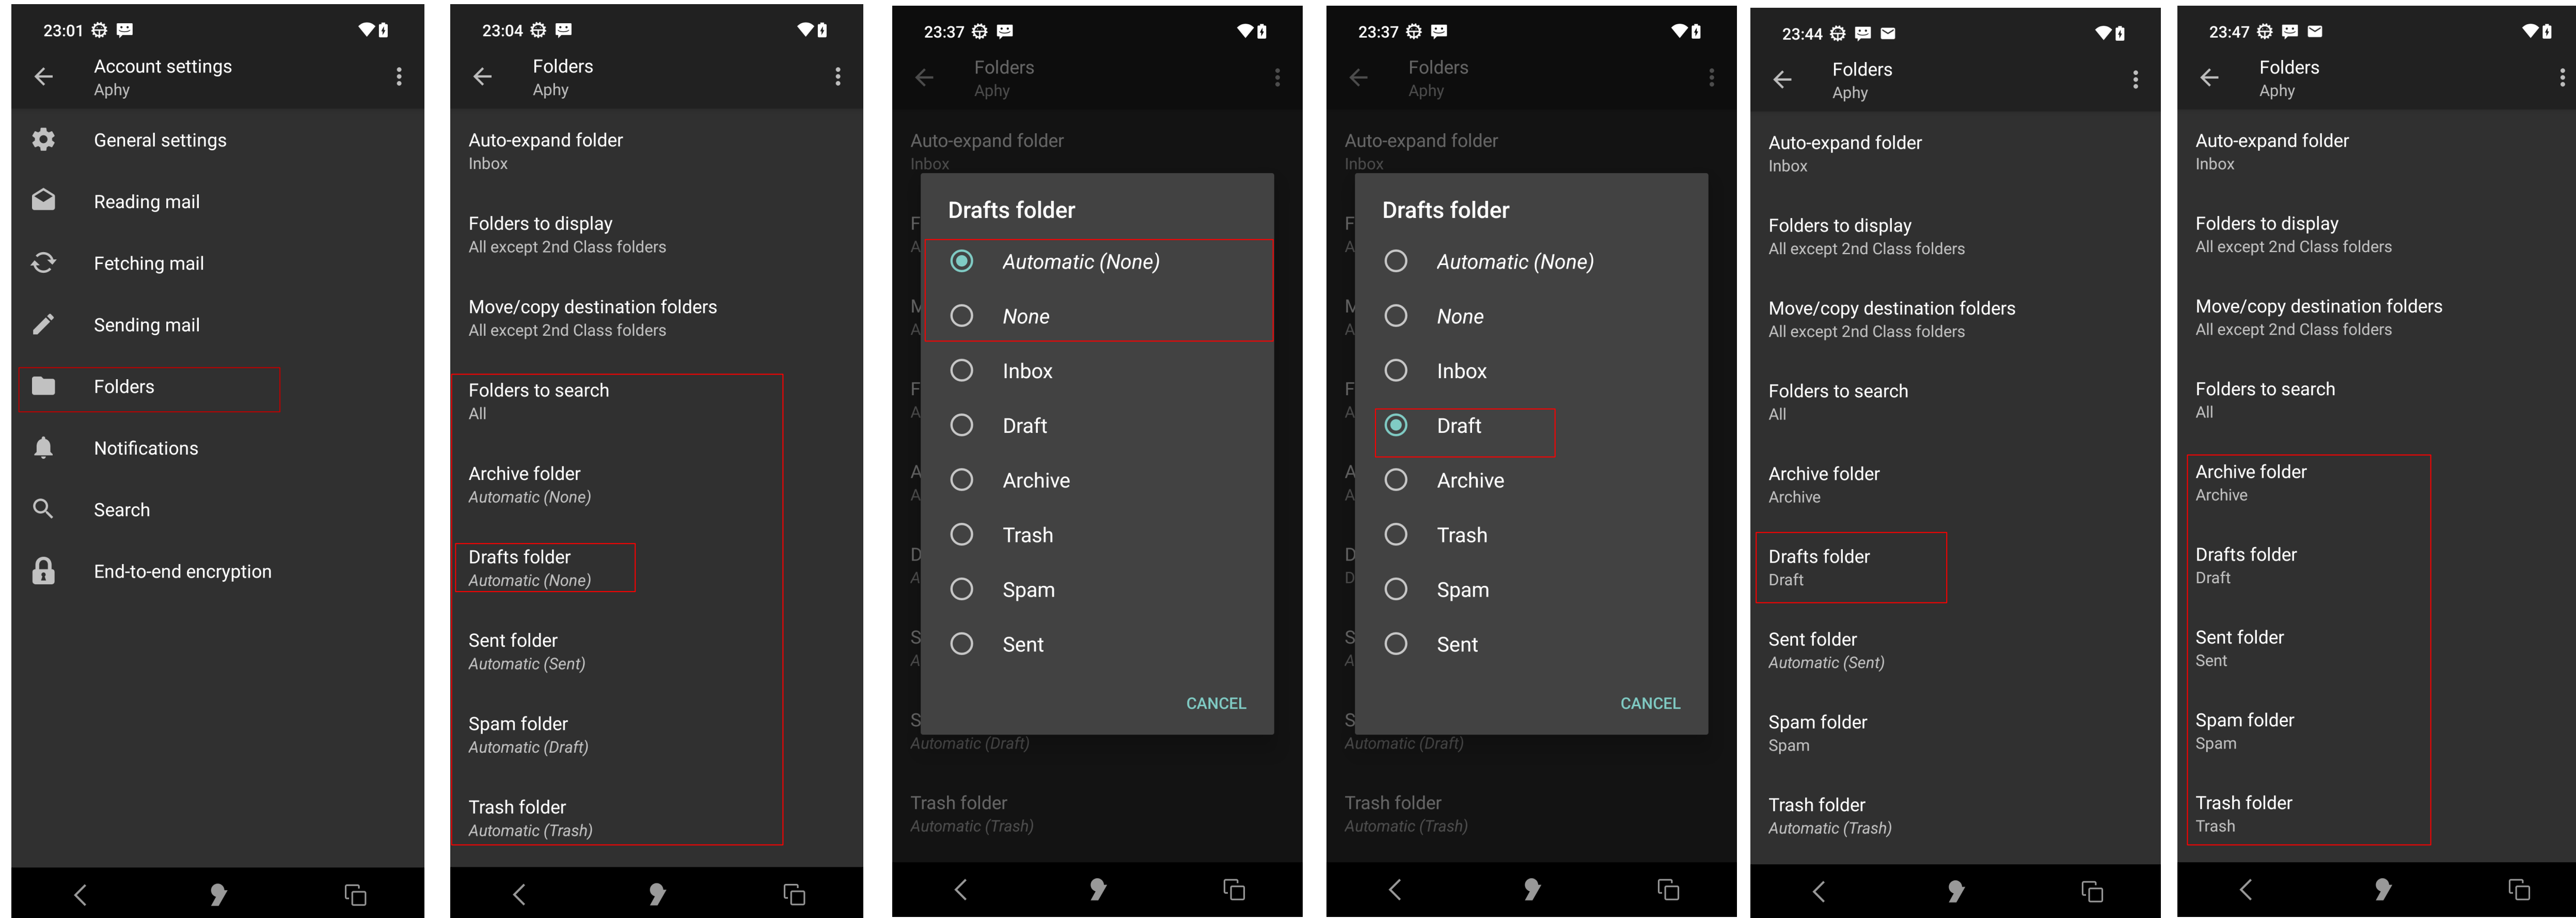 23:01
Account settings
Aphy
General settings
Reading mail
Fetching mail
Sending mail
Folders
Notifications
Search
End-to-end encryption
23:04
Folders
Aphy
Auto-expand folder
Inbox
Folders to display
All except 2nd Class folders
Move/copy destination folders
All except 2nd Class folders
Folders to search
All
Archive folder
Automatic (None)
Drafts folder
Automatic (None)
Sent folder
Automatic (Sent)
Spam folder
Automatic (Draft)
Trash folder
Automatic (Trash)
23:37
Folders
Aphy
Auto-expand folder
Inbox
Drafts folder
Automatic (None)
None
Inbox
Draft
Archive
Trash
Spam
Sent
CANCEL
Automatic (Draft)
Trash folder
Automatic (Trash)
23:37
Folders
Aphy
Auto-expand folder
Inbox
Drafts folder
Automatic (None)
None
Inbox
Draft
Archive
Trash
Spam
Sent
CANCEL
Automatic (Draft)
Trash folder
Automatic (Trash)
23:44
Folders
Aphy
Auto-expand folder
Inbox
Folders to display
All except 2nd Class folders
Move/copy destination folders
All except 2nd Class folders
Folders to search
All
Archive folder
Archive
Drafts folder
Draft
Sent folder
Automatic (Sent)
Spam folder
Spam
Trash folder
Automatic (Trash)
23:47
Folders
Aphy
Auto-expand folder
Inbox
Folders to display
All except 2nd Class folders
Move/copy destination folders
All except 2nd Class folders
Folders to search
All
Archive folder
Archive
Drafts folder
Draft
Sent folder
Sent
Spam folder
Spam
Trash folder
Trash